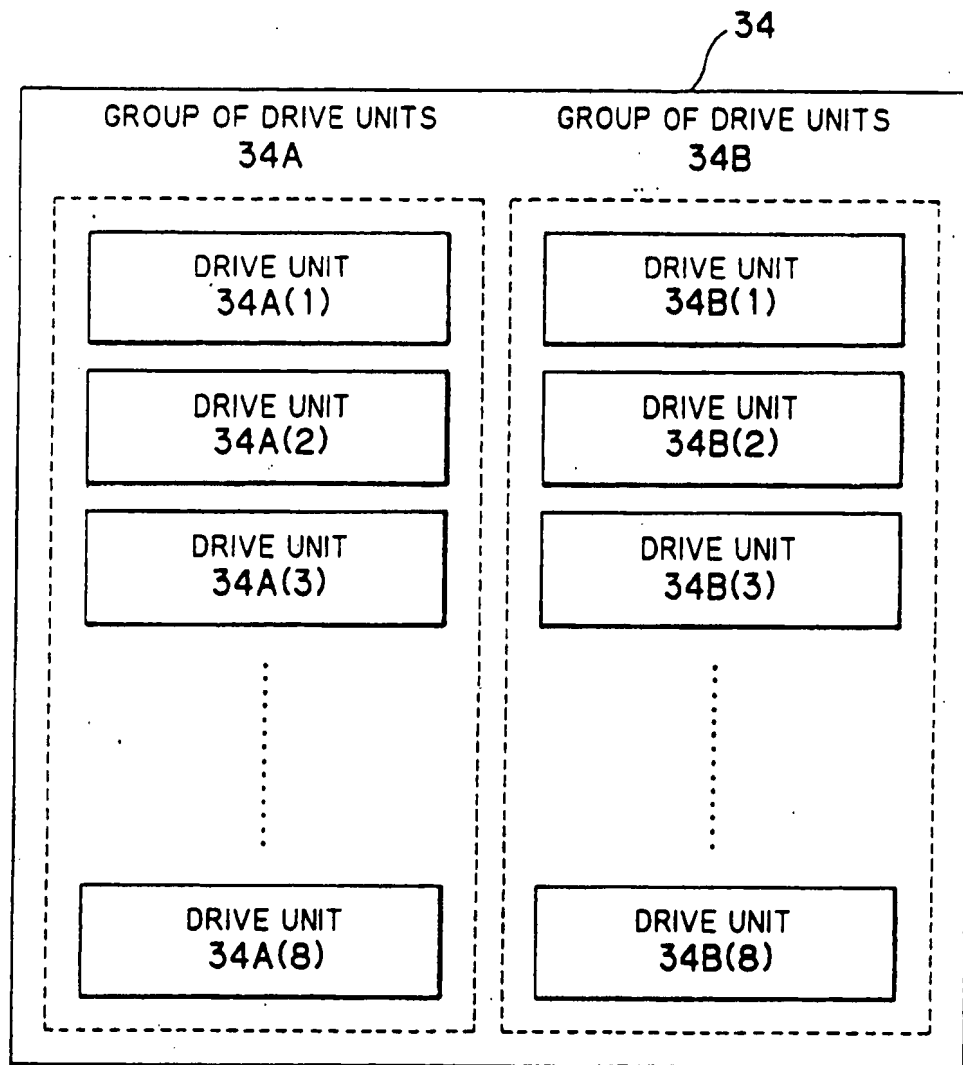 34
GROUP OF DRIVE UNITS
34A
DRIVE UNIT
34A(1)
DRIVE UNIT
34A(2)
DRIVE UNIT
34A(3)
DRIVE UNIT
34A(8)
GROUP OF DRIVE UNITS
34B
DRIVE UNIT
34B(1)
DRIVE UNIT
34B(2)
DRIVE UNIT
34B(3)
DRIVE UNIT
34B(8)